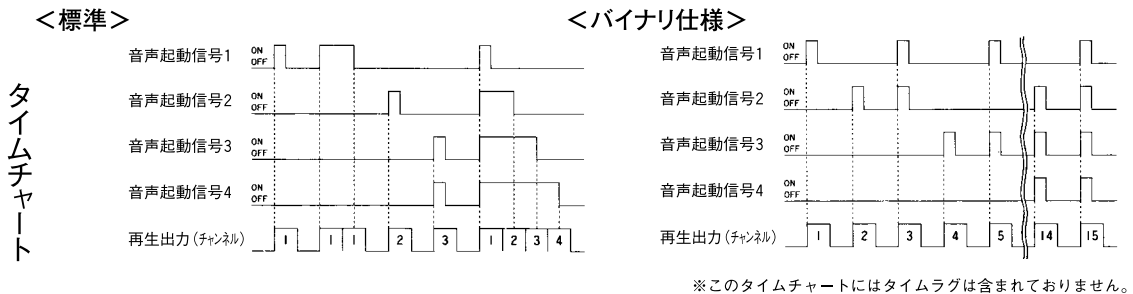 ＜標準＞
音声起動信号1
ON
OFF
音声起動信号2
ON
OFF
音声起動信号3
ON
OFF
音声起動信号4
ON
OFF
再生出力（チャンネル）
1 1 1 2 3 1 2 3 4
タイムチャート
＜バイナリ仕様＞
音声起動信号1
ON
OFF
音声起動信号2
ON
OFF
音声起動信号3
ON
OFF
音声起動信号4
ON
OFF
再生出力（チャンネル）
1 2 3 4 5 14 15
※このタイムチャートにはタイムラグは含まれておりません。